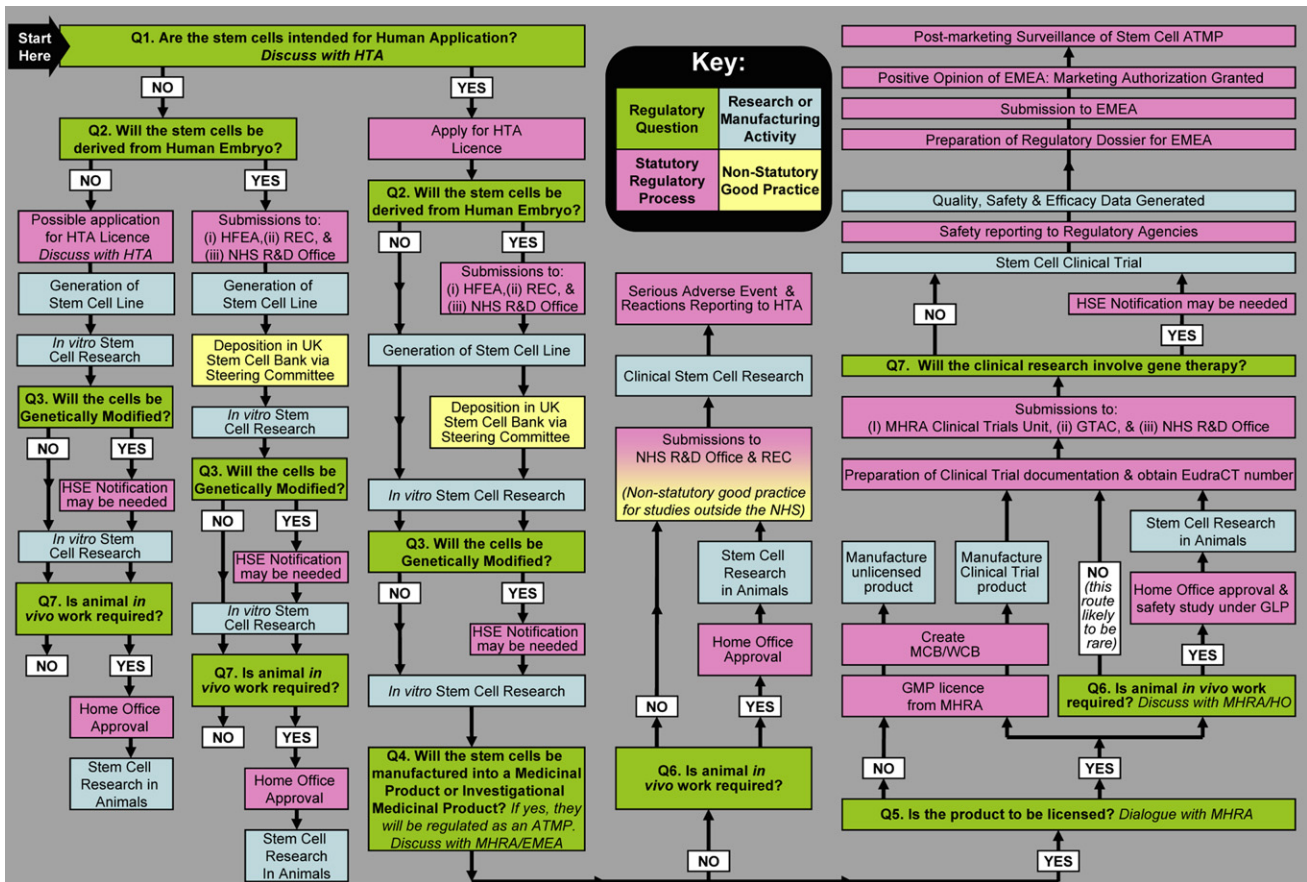 Start
Here
Q1. Are the stem cells intended for Human Application?
Discuss with HTA
NO
YES
Q2. Will the stem cells be
derived from Human Embryo?
NO
YES
Possible application
for HTA Licence
Discuss with HTA
Generation of
Stem Cell Line
In vitro Stem
Cell Research
Q3. Will the cells be
Genetically Modified?
NO
YES
HSE Notification
may be needed
In vitro Stem
Cell Research
Q7. Is animal in
vivo work required?
NO
YES
Home Office
Approval
Stem Cell
Research in
Animals
Submissions to:
(i) HFEA,(ii) REC, &
(iii) NHS R&D Office
Generation of
Stem Cell Line
Deposition in UK
Stem Cell Bank via
Steering Committee
In vitro Stem
Cell Research
Q3. Will the cells be
Genetically Modified?
NO
YES
HSE Notification
may be needed
In vitro Stem
Cell Research
Q7. Is animal in
vivo work required?
NO
YES
Home Office
Approval
Stem Cell
Research
In Animals
Apply for HTA
Licence
Q2. Will the stem cells be
derived from Human Embryo?
NO
YES
Submissions to:
(i) HFEA,(ii) REC, &
(iii) NHS R&D Office
Generation of Stem Cell Line
Deposition in UK
Stem Cell Bank via
Steering Committee
In vitro Stem Cell Research
Q3. Will the cells be
Genetically Modified?
NO
YES
HSE Notification
may be needed
In vitro Stem Cell Research
Q4. Will the stem cells be
manufactured into a Medicinal
Product or Investigational
Medicinal Product? If yes, they
will be regulated as an ATMP.
Discuss with MHRA/EMEA
NO
YES
Key:
Regulatory
Question
Research or
Manufacturing
Activity
Statutory
Regulatory
Process
Non-Statutory
Good Practice
Serious Adverse Event &
Reactions Reporting to HTA
Clinical Stem Cell Research
Submissions to
NHS R&D Office & REC
(Non-statutory good practice
for studies outside the NHS)
Stem Cell
Research
in Animals
Home Office
Approval
NO
YES
Q6. Is animal in
vivo work required?
Post-marketing Surveillance of Stem Cell ATMP
Positive Opinion of EMEA: Marketing Authorization Granted
Submission to EMEA
Preparation of Regulatory Dossier for EMEA
Quality, Safety & Efficacy Data Generated
Safety reporting to Regulatory Agencies
Stem Cell Clinical Trial
NO
HSE Notification may be needed
YES
Q7. Will the clinical research involve gene therapy?
Submissions to:
(I) MHRA Clinical Trials Unit, (ii) GTAC, & (iii) NHS R&D Office
Preparation of Clinical Trial documentation & obtain EudraCT number
Manufacture
unlicensed
product
Manufacture
Clinical Trial
product
NO
(this
route
likely
to be
rare)
Stem Cell Research
in Animals
Home Office approval &
safety study under GLP
YES
Create
MCB/WCB
GMP licence
from MHRA
Q6. Is animal in vivo work
required? Discuss with MHRA/HO
NO
YES
Q5. Is the product to be licensed? Dialogue with MHRA